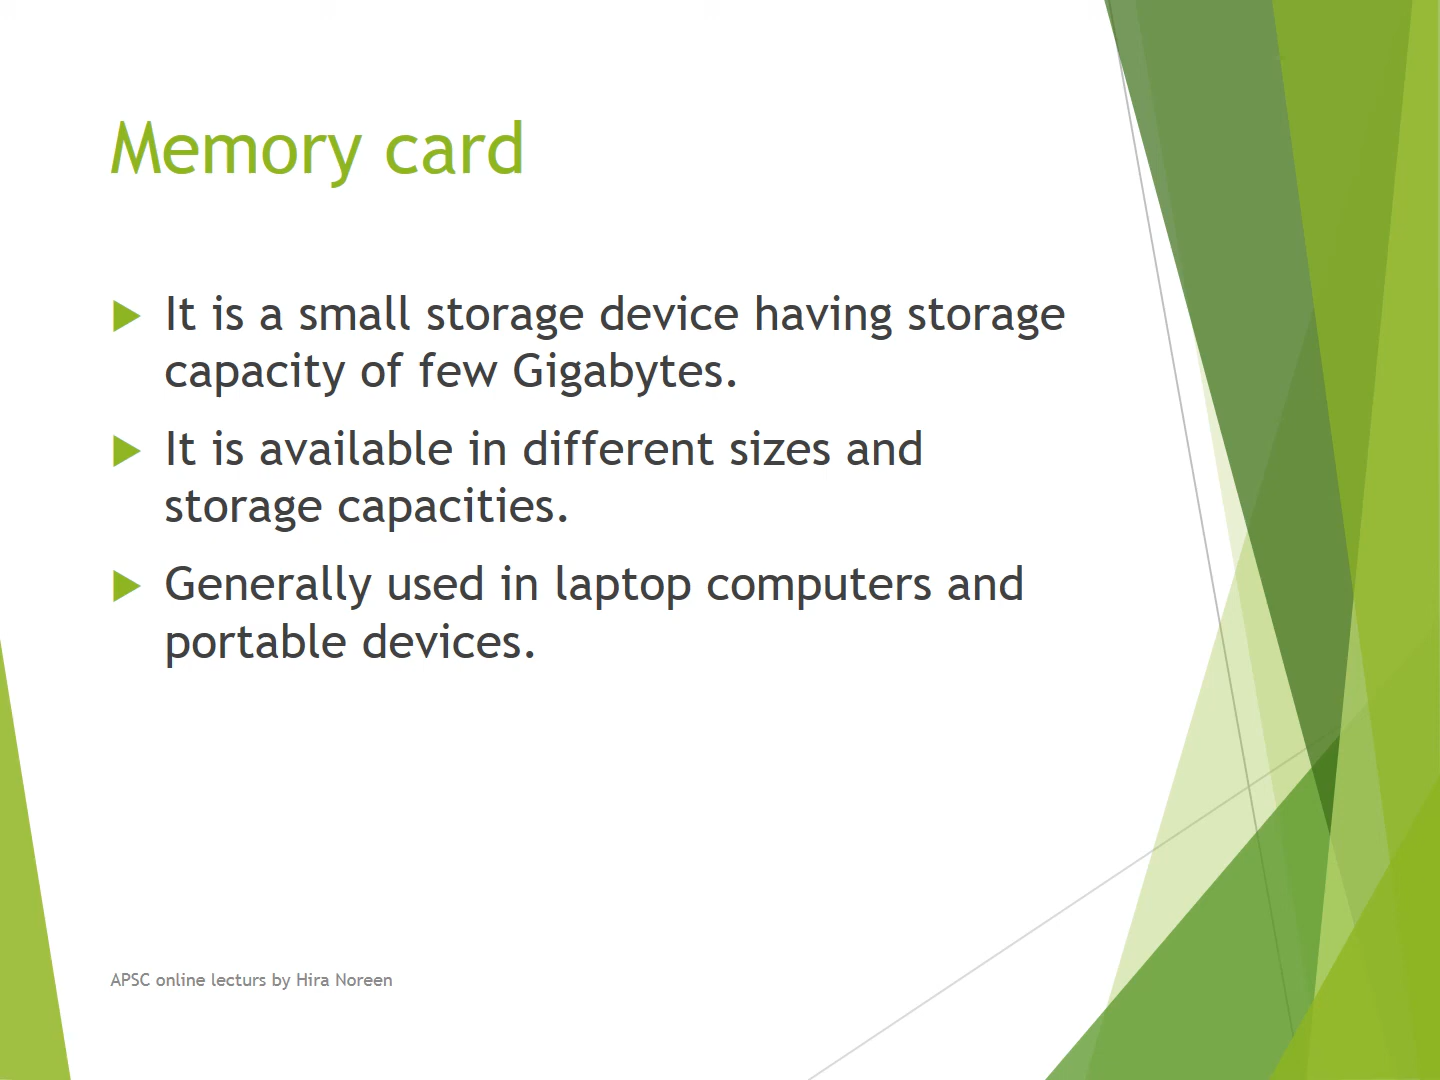 Memory card
It is a small storage device having storage
capacity of few Gigabytes.
It is available in different sizes and
storage capacities.
Generally used in laptop computers and
portable devices.
APSC online lecturs by Hira Noreen